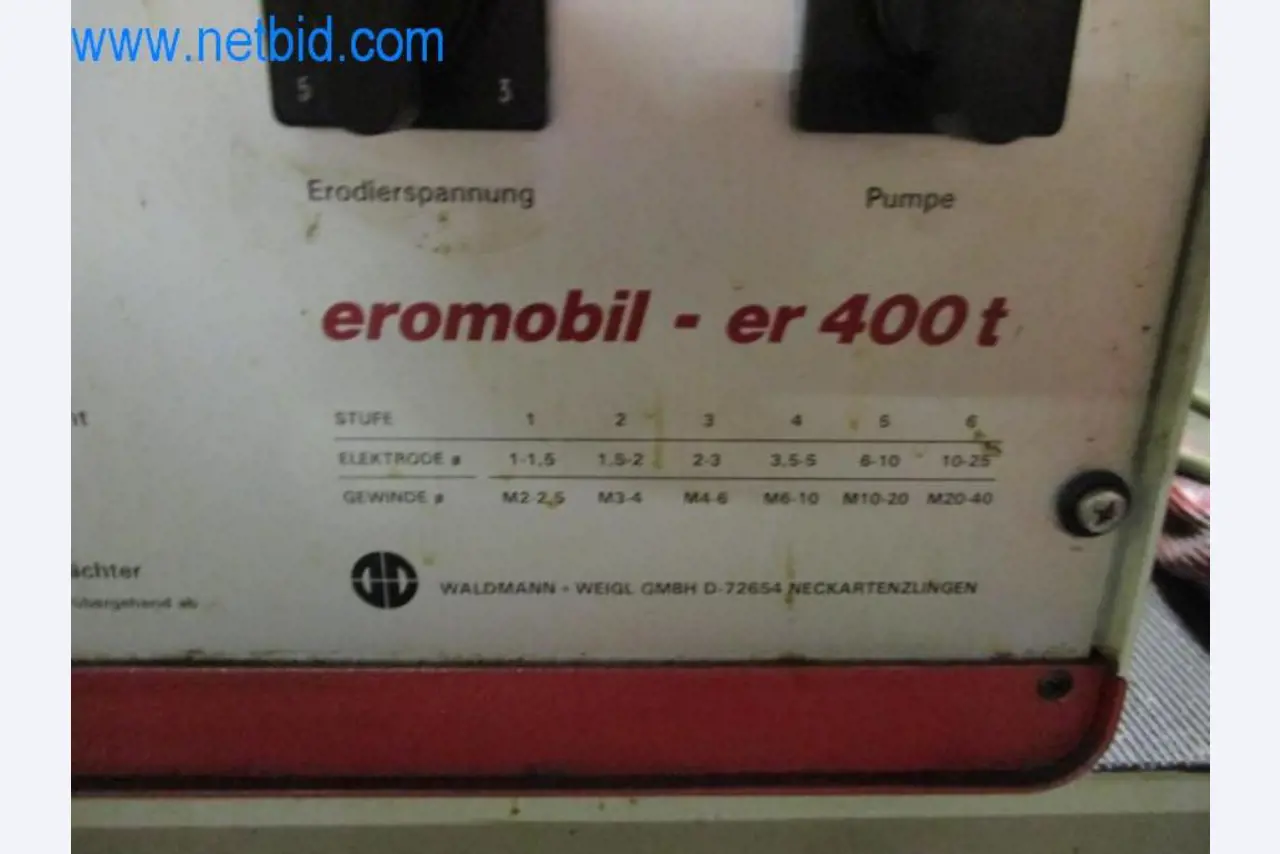 www.netbid.com
5 3
Erodierspannung Pumpe
eromobil - er 400 t
STUFE 1 2 3 4 5 6
ELEKTRODE ø 1-1,5 1,5-2 2-3 3,5-5 6-10 10-25
GEWINDE ø M2-2,5 M3-4 M4-6 M6-10 M10-20 M20-40
ächter
WALDMANN + WEIGL GMBH D-72654 NECKARTENZLINGEN